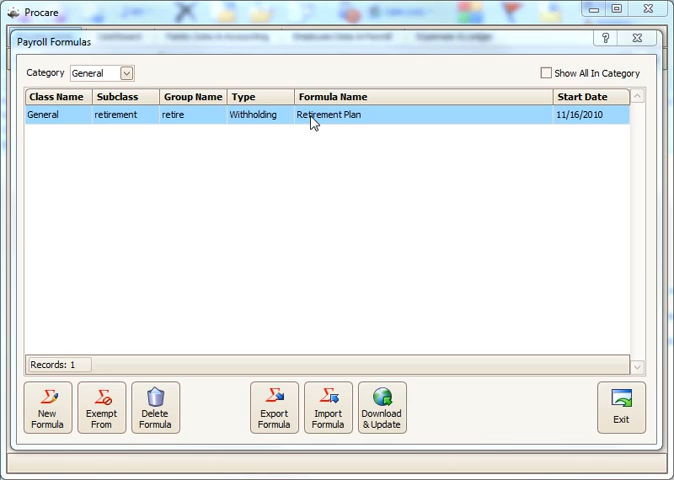 Procare
Payroll Formulas
?
Category General
Show All In Category
Class Name Subclass Group Name Type Formula Name Start Date
General retirement retire Withholding Retirement Plan 11/16/2010
Records: 1
New Formula
Exempt From
Delete Formula
Export Formula
Import Formula
Download & Update
Exit